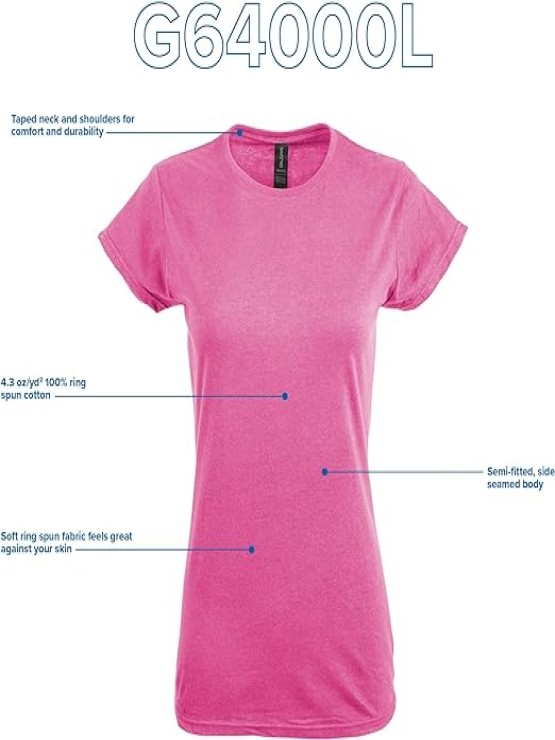 G64000L
Taped neck and shoulders for
comfort and durability
4.3 oz/yd² 100% ring
spun cotton
Semi-fitted, side
seamed body
Soft ring spun fabric feels great
against your skin